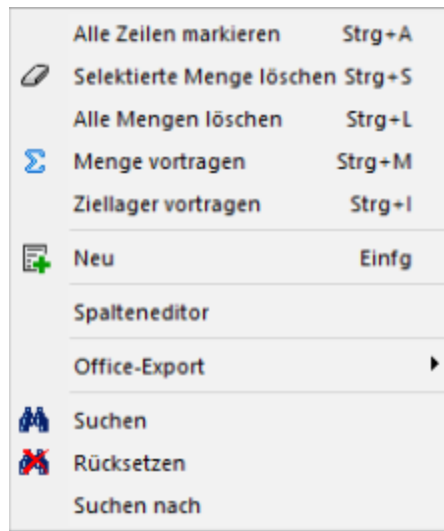 Alle Zeilen markieren Strg+A
Selektierte Menge löschen Strg+S
Alle Mengen löschen Strg+L
Menge vortragen Strg+M
Ziellager vortragen Strg+I
Neu Einfg
Spalteneditor
Office-Export
Suchen
Rücksetzen
Suchen nach